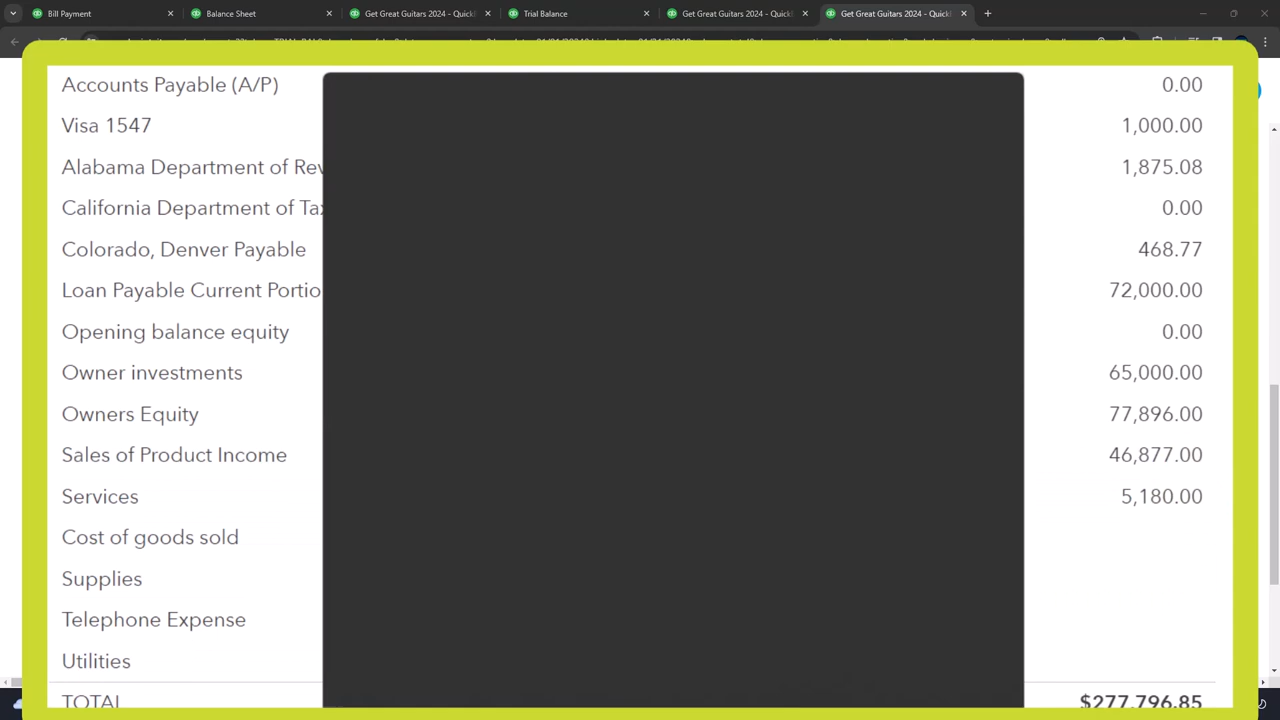 Bill Payment Balance Sheet Get Great Guitars 2024 - Quick Trial Balance Get Great Guitars 2024 - Quick Get Great Guitars 2024 - Quick
Accounts Payable (A/P) 0.00
Visa 1547 1,000.00
Alabama Department of Rev 1,875.08
California Department of Tax 0.00
Colorado, Denver Payable 468.77
Loan Payable Current Portio 72,000.00
Opening balance equity 0.00
Owner investments 65,000.00
Owners Equity 77,896.00
Sales of Product Income 46,877.00
Services 5,180.00
Cost of goods sold
Supplies
Telephone Expense
Utilities
TOTAL $277,796.85